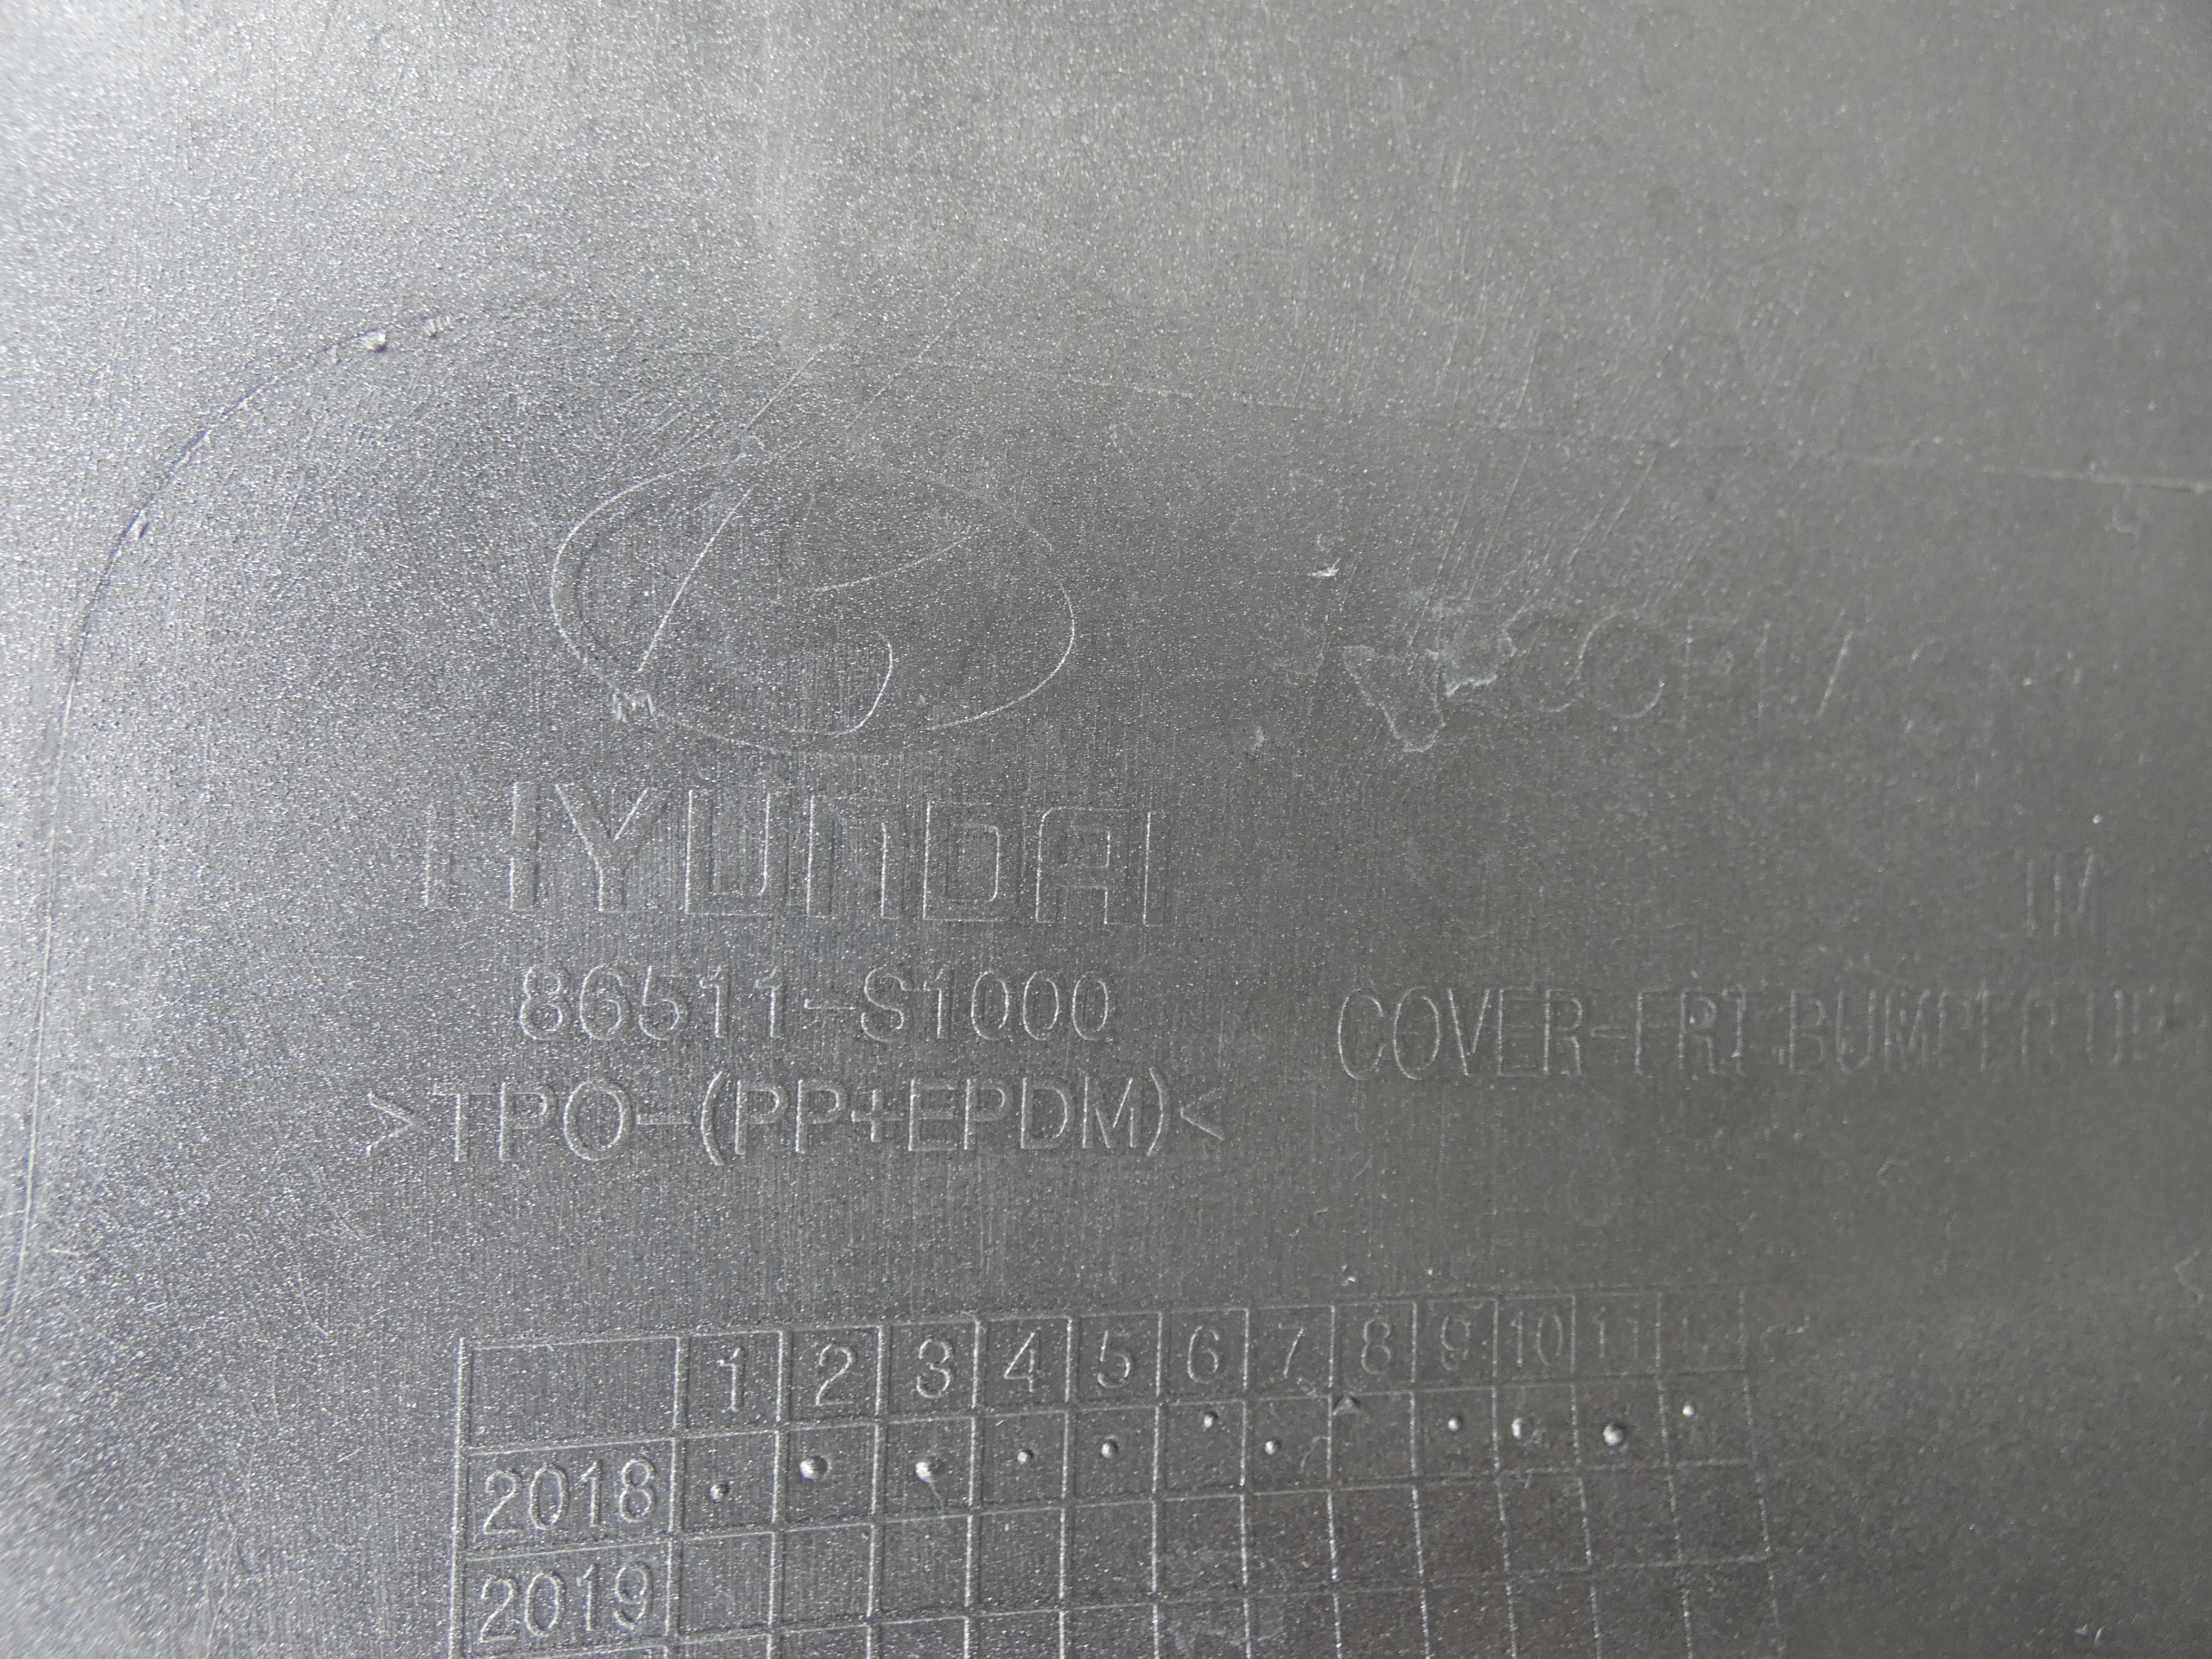 HYUNDAI
TM
86511-S1000
COVER-FRT BUMPER UP
>TPO-(PP+EPDM)<
1 2 3 4 5 6 7 8 9 10 11
2018
2019